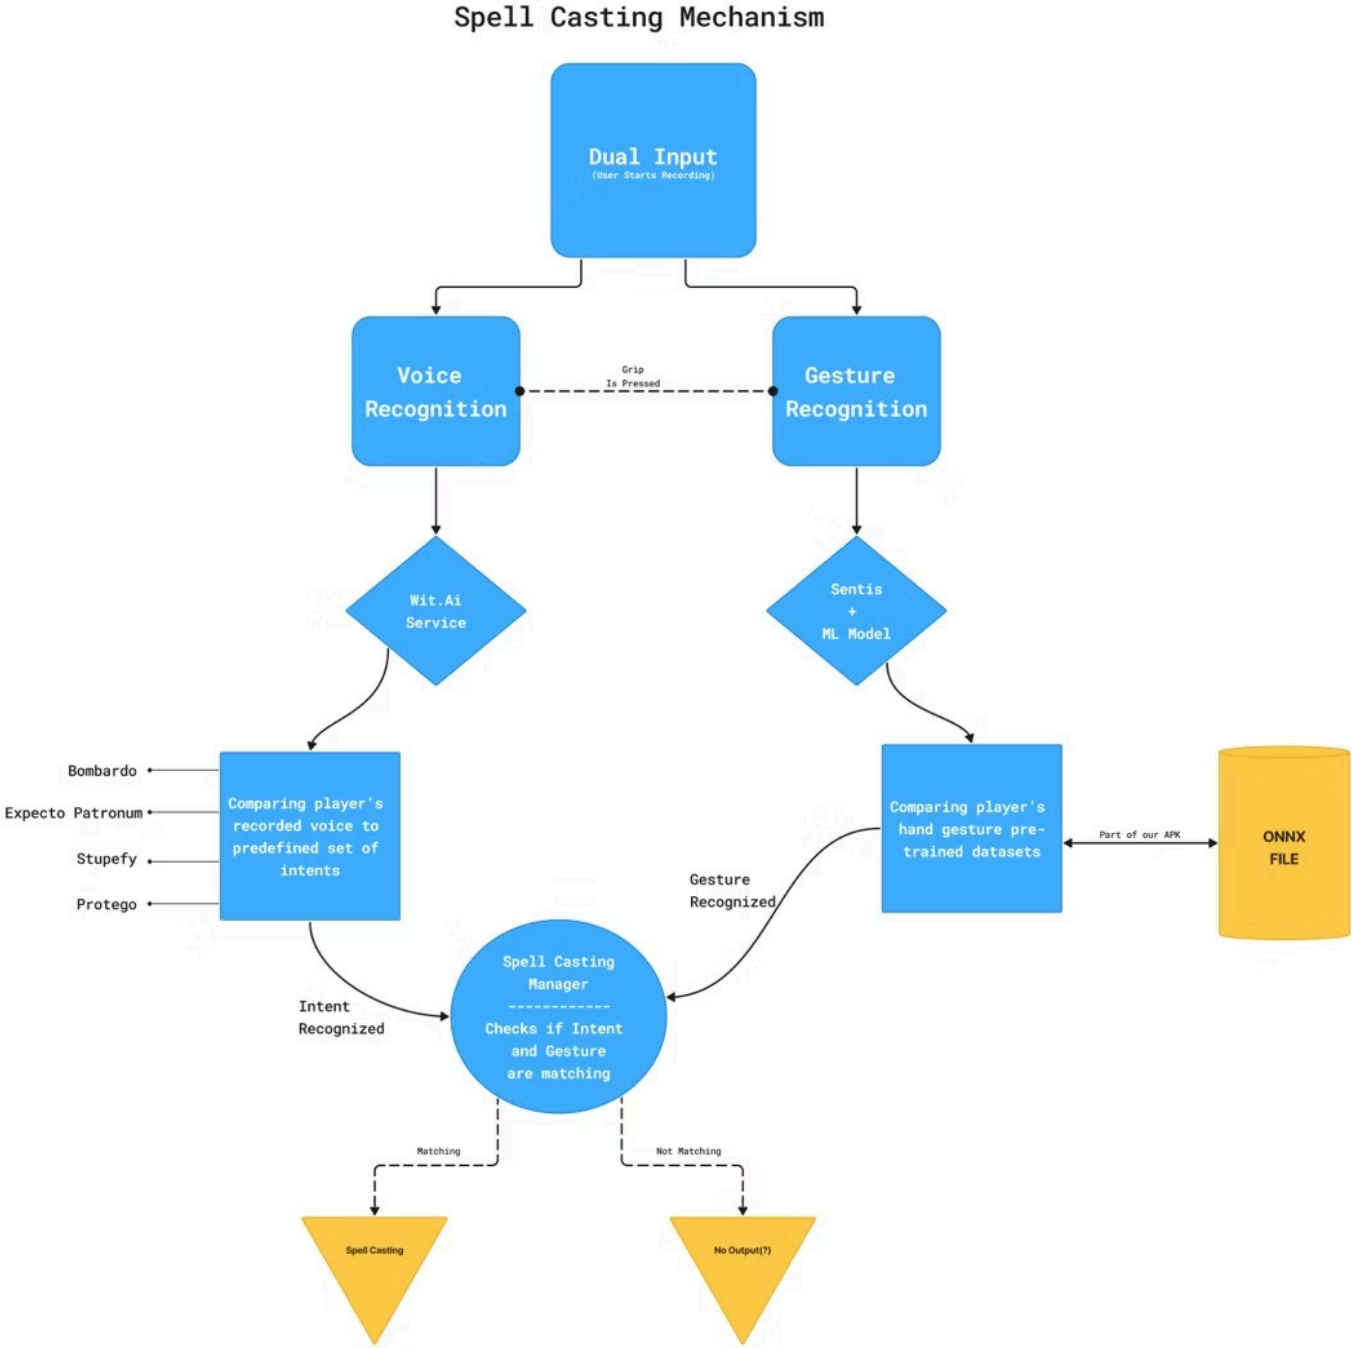 Spell Casting Mechanism
Dual Input
(User Starts Recording)
Voice
Recognition
Grip
Is Pressed
Gesture
Recognition
Wit.Ai
Service
Sentis
+
ML Model
Bombardo
Expecto Patronum
Stupefy
Protego
Comparing player's
recorded voice to
predefined set of
intents
Comparing player's
hand gesture pre-
trained datasets
Part of our APK
ONNX
FILE
Gesture
Recognized
Intent
Recognized
Spell Casting
Manager
------------
Checks if Intent
and Gesture
are matching
Matching
Not Matching
Spell Casting
No Output(?)